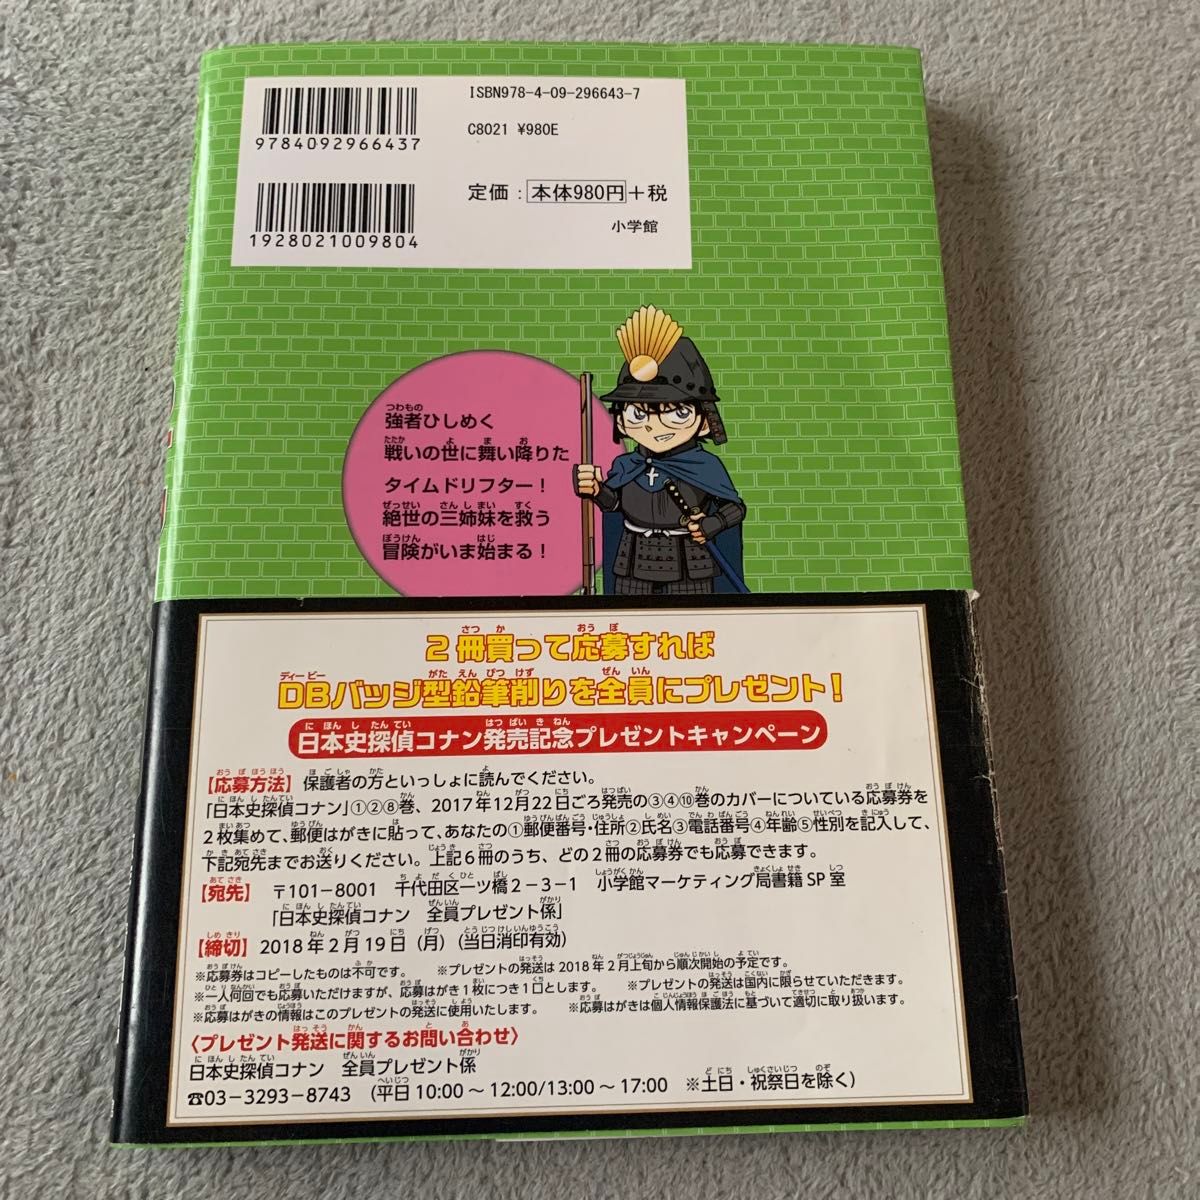 ISBN978-4-09-296643-7
9784092966437
C8021 ¥980E
定価：本体980円＋税
1928021009804
小学館
強者ひしめく
戦いの世に舞い降りた
タイムドリフター！
絶世の三姉妹を救う
冒険がいま始まる！
2冊買って応募すれば
DBバッジ型鉛筆削りを全員にプレゼント！
日本史探偵コナン発売記念プレゼントキャンペーン
【応募方法】 保護者の方といっしょに読んでください。
「日本史探偵コナン」①②⑧巻、2017年12月22日ごろ発売の③④⑩巻のカバーについている応募券を
2枚集めて、郵便はがきに貼って、あなたの①郵便番号・住所②氏名③電話番号④年齢⑤性別を記入して、
下記宛先までお送りください。上記6冊のうち、どの2冊の応募券でも応募できます。
【宛先】 〒101-8001 千代田区一ツ橋2-3-1 小学館マーケティング局書籍SP室
「日本史探偵コナン 全員プレゼント係」
【締切】 2018年2月19日（月）（当日消印有効）
※応募券はコピーしたものは不可です。 ※プレゼントの発送は2018年2月上旬から順次開始の予定です。
※一人何回でも応募いただけますが、応募はがき1枚につき1口とします。 ※プレゼントの発送は国内に限らせていただきます。
※応募はがきの情報はこのプレゼントの発送に使用いたします。 ※応募はがきは個人情報保護法に基づいて適切に取り扱います。
〈プレゼント発送に関するお問い合わせ〉
日本史探偵コナン 全員プレゼント係
☎03-3293-8743 （平日10:00～12:00/13:00～17:00 ※土日・祝祭日を除く）